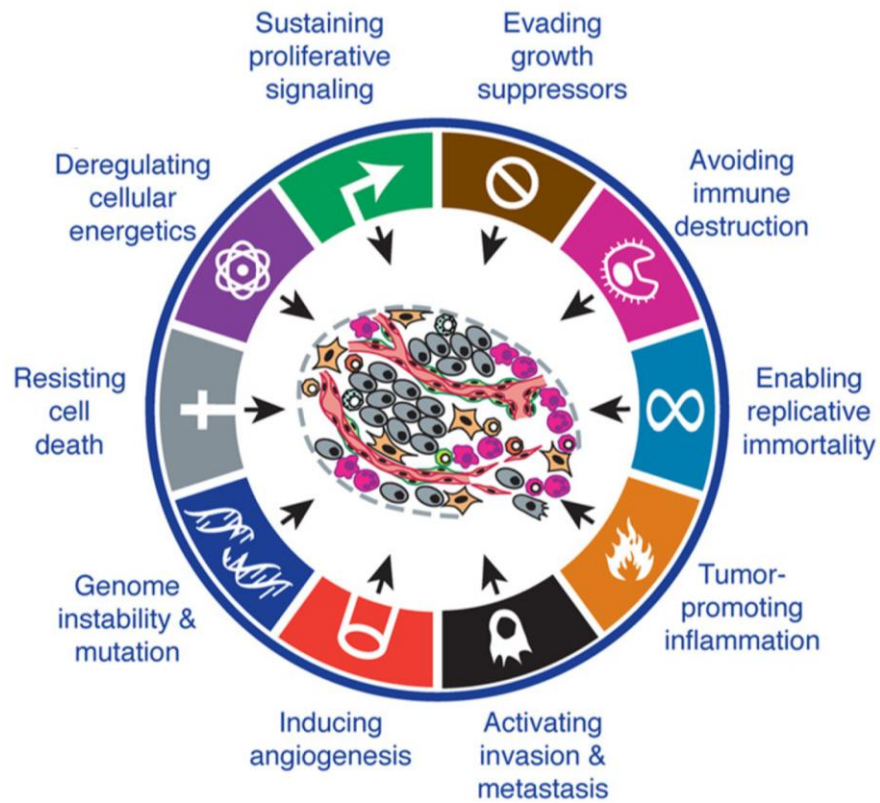 Sustaining
proliferative
signaling
Evading
growth
suppressors
Avoiding
immune
destruction
Enabling
replicative
immortality
Tumor-
promoting
inflammation
Activating
invasion &
metastasis
Inducing
angiogenesis
Genome
instability &
mutation
Resisting
cell
death
Deregulating
cellular
energetics